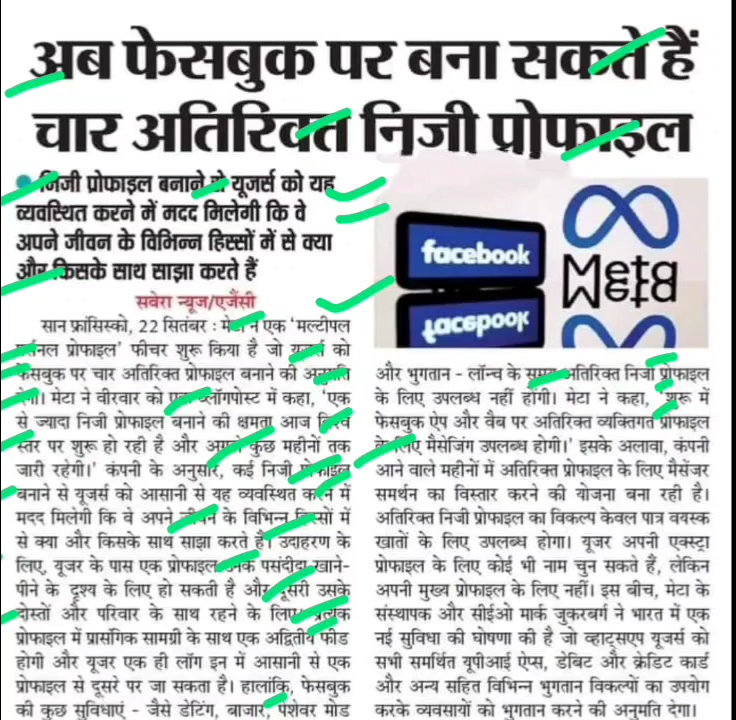 अब फेसबुक पर बना सकते हैं
चार अतिरिक्त निजी प्रोफाइल
निजी प्रोफाइल बनाने से यूजर्स को यह
व्यवस्थित करने में मदद मिलेगी कि वे
अपने जीवन के विभिन्न हिस्सों में से क्या
और किसके साथ साझा करते हैं
सवेरा न्यूज/एजैंसी
सान फ्रांसिस्को, 22 सितंबर : मेटा ने एक 'मल्टीपल
पर्सनल प्रोफाइल' फीचर शुरू किया है जो यूजर्स को
फेसबुक पर चार अतिरिक्त प्रोफाइल बनाने की अनुमति
देगा। मेटा ने वीरवार को एक ब्लॉगपोस्ट में कहा, 'एक
से ज्यादा निजी प्रोफाइल बनाने की क्षमता आज विश्व
स्तर पर शुरू हो रही है और अगले कुछ महीनों तक
जारी रहेगी।' कंपनी के अनुसार, कई निजी प्रोफाइल
बनाने से यूजर्स को आसानी से यह व्यवस्थित करने में
मदद मिलेगी कि वे अपने जीवन के विभिन्न हिस्सों में
से क्या और किसके साथ साझा करते हैं। उदाहरण के
लिए, यूजर के पास एक प्रोफाइल उनके पसंदीदा खाने-
पीने के दृश्य के लिए हो सकती है और दूसरी उसके
दोस्तों और परिवार के साथ रहने के लिए। प्रत्येक
प्रोफाइल में प्रासंगिक सामग्री के साथ एक अद्वितीय फीड
होगी और यूजर एक ही लॉग इन में आसानी से एक
प्रोफाइल से दूसरे पर जा सकता है। हालांकि, फेसबुक
की कुछ सुविधाएं - जैसे डेटिंग, बाजार, पेशेवर मोड
facebook
facebook
Meta
Meta
और भुगतान - लॉन्च के समय अतिरिक्त निजी प्रोफाइल
के लिए उपलब्ध नहीं होंगी। मेटा ने कहा, 'शुरू में
फेसबुक ऐप और वैब पर अतिरिक्त व्यक्तिगत प्रोफाइल
के लिए मैसेजिंग उपलब्ध होगी।' इसके अलावा, कंपनी
आने वाले महीनों में अतिरिक्त प्रोफाइल के लिए मैसेंजर
समर्थन का विस्तार करने की योजना बना रही है।
अतिरिक्त निजी प्रोफाइल का विकल्प केवल पात्र वयस्क
खातों के लिए उपलब्ध होगा। यूजर अपनी एक्स्ट्रा
प्रोफाइल के लिए कोई भी नाम चुन सकते हैं, लेकिन
अपनी मुख्य प्रोफाइल के लिए नहीं। इस बीच, मेटा के
संस्थापक और सीईओ मार्क जुकरबर्ग ने भारत में एक
नई सुविधा की घोषणा की है जो व्हाट्सएप यूजर्स को
सभी समर्थित यूपीआई ऐप्स, डेबिट और क्रेडिट कार्ड
और अन्य सहित विभिन्न भुगतान विकल्पों का उपयोग
करके व्यवसायों को भुगतान करने की अनुमति देगा।